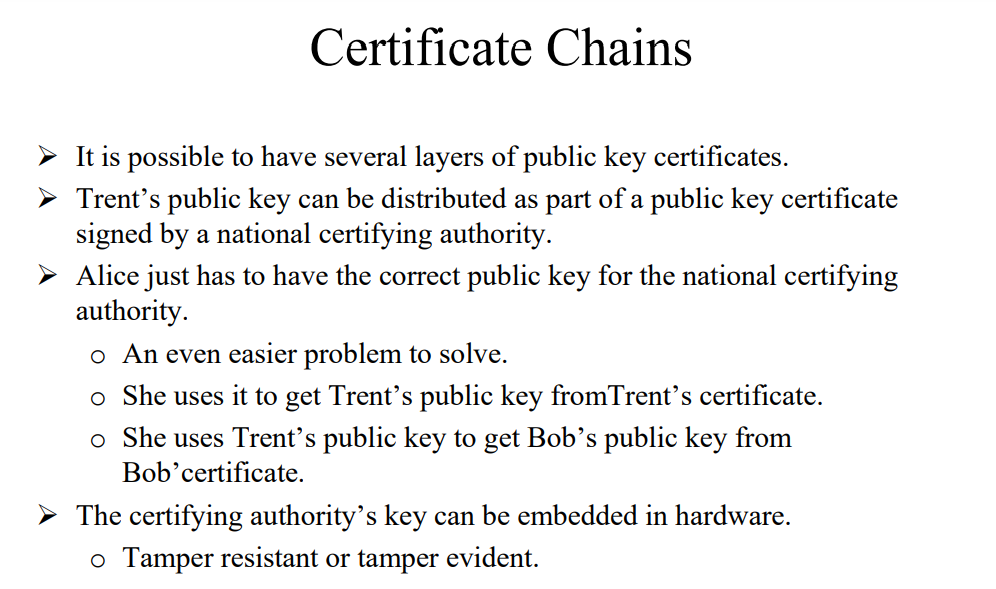 Certificate Chains
➢ It is possible to have several layers of public key certificates.
➢ Trent’s public key can be distributed as part of a public key certificate
signed by a national certifying authority.
➢ Alice just has to have the correct public key for the national certifying
authority.
o An even easier problem to solve.
o She uses it to get Trent’s public key fromTrent’s certificate.
o She uses Trent’s public key to get Bob’s public key from
Bob’certificate.
➢ The certifying authority’s key can be embedded in hardware.
o Tamper resistant or tamper evident.